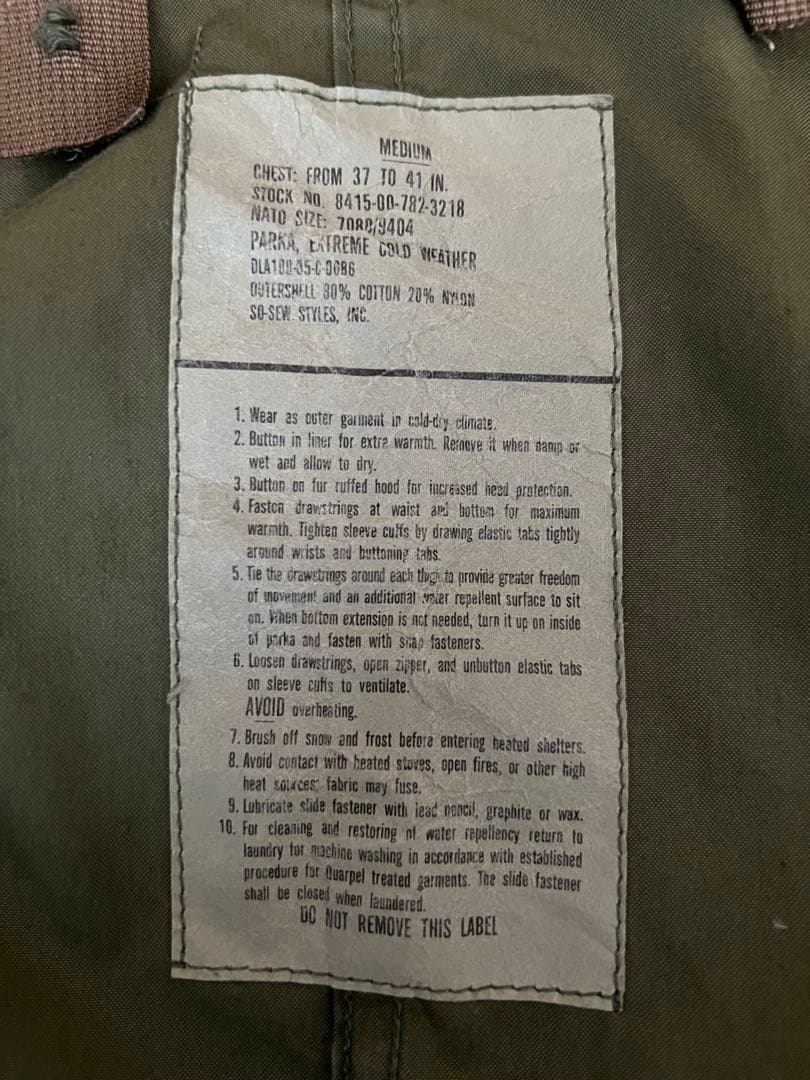 MEDIUM
CHEST: FROM 37 TO 41 IN.
STOCK NO. 8415-00-782-3218
NATO SIZE: 7080/9404
PARKA, EXTREME COLD WEATHER
OUTERSHELL 80% COTTON 20% NYLON
SO-SEW STYLES, INC.
1. Wear as outer garment in cold-dry climate.
2. Button in liner for extra warmth. Remove it when damp or
wet and allow to dry.
3. Button on fur ruffed hood for increased head protection.
4. Fasten drawstrings at waist and bottom for maximum
warmth. Tighten sleeve cuffs by drawing elastic tabs tightly
around wrists and buttoning tabs.
5. Tie the drawstrings around each thigh to provide greater freedom
of movement and an additional water repellent surface to sit
on. When bottom extension is not needed, turn it up on inside
of parka and fasten with snap fasteners.
6. Loosen drawstrings, open zipper, and unbutton elastic tabs
on sleeve cuffs to ventilate.
AVOID overheating.
7. Brush off snow and frost before entering heated shelters.
8. Avoid contact with heated stoves, open fires, or other high
heat sources; fabric may fuse.
9. Lubricate slide fastener with lead pencil, graphite or wax.
10. For cleaning and restoring of water repellency return to
laundry for machine washing in accordance with established
procedure for Quarpel treated garments. The slide fastener
shall be closed when laundered.
DO NOT REMOVE THIS LABEL